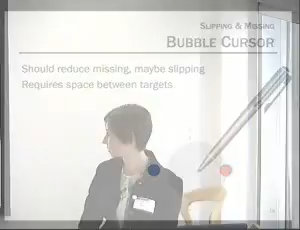 Slipping & Missing
Bubble Cursor
Should reduce missing, maybe slipping
Requires space between targets